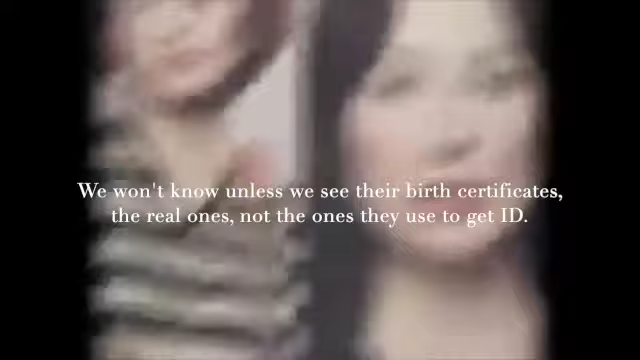 We won't know unless we see their birth certificates,
the real ones, not the ones they use to get ID.